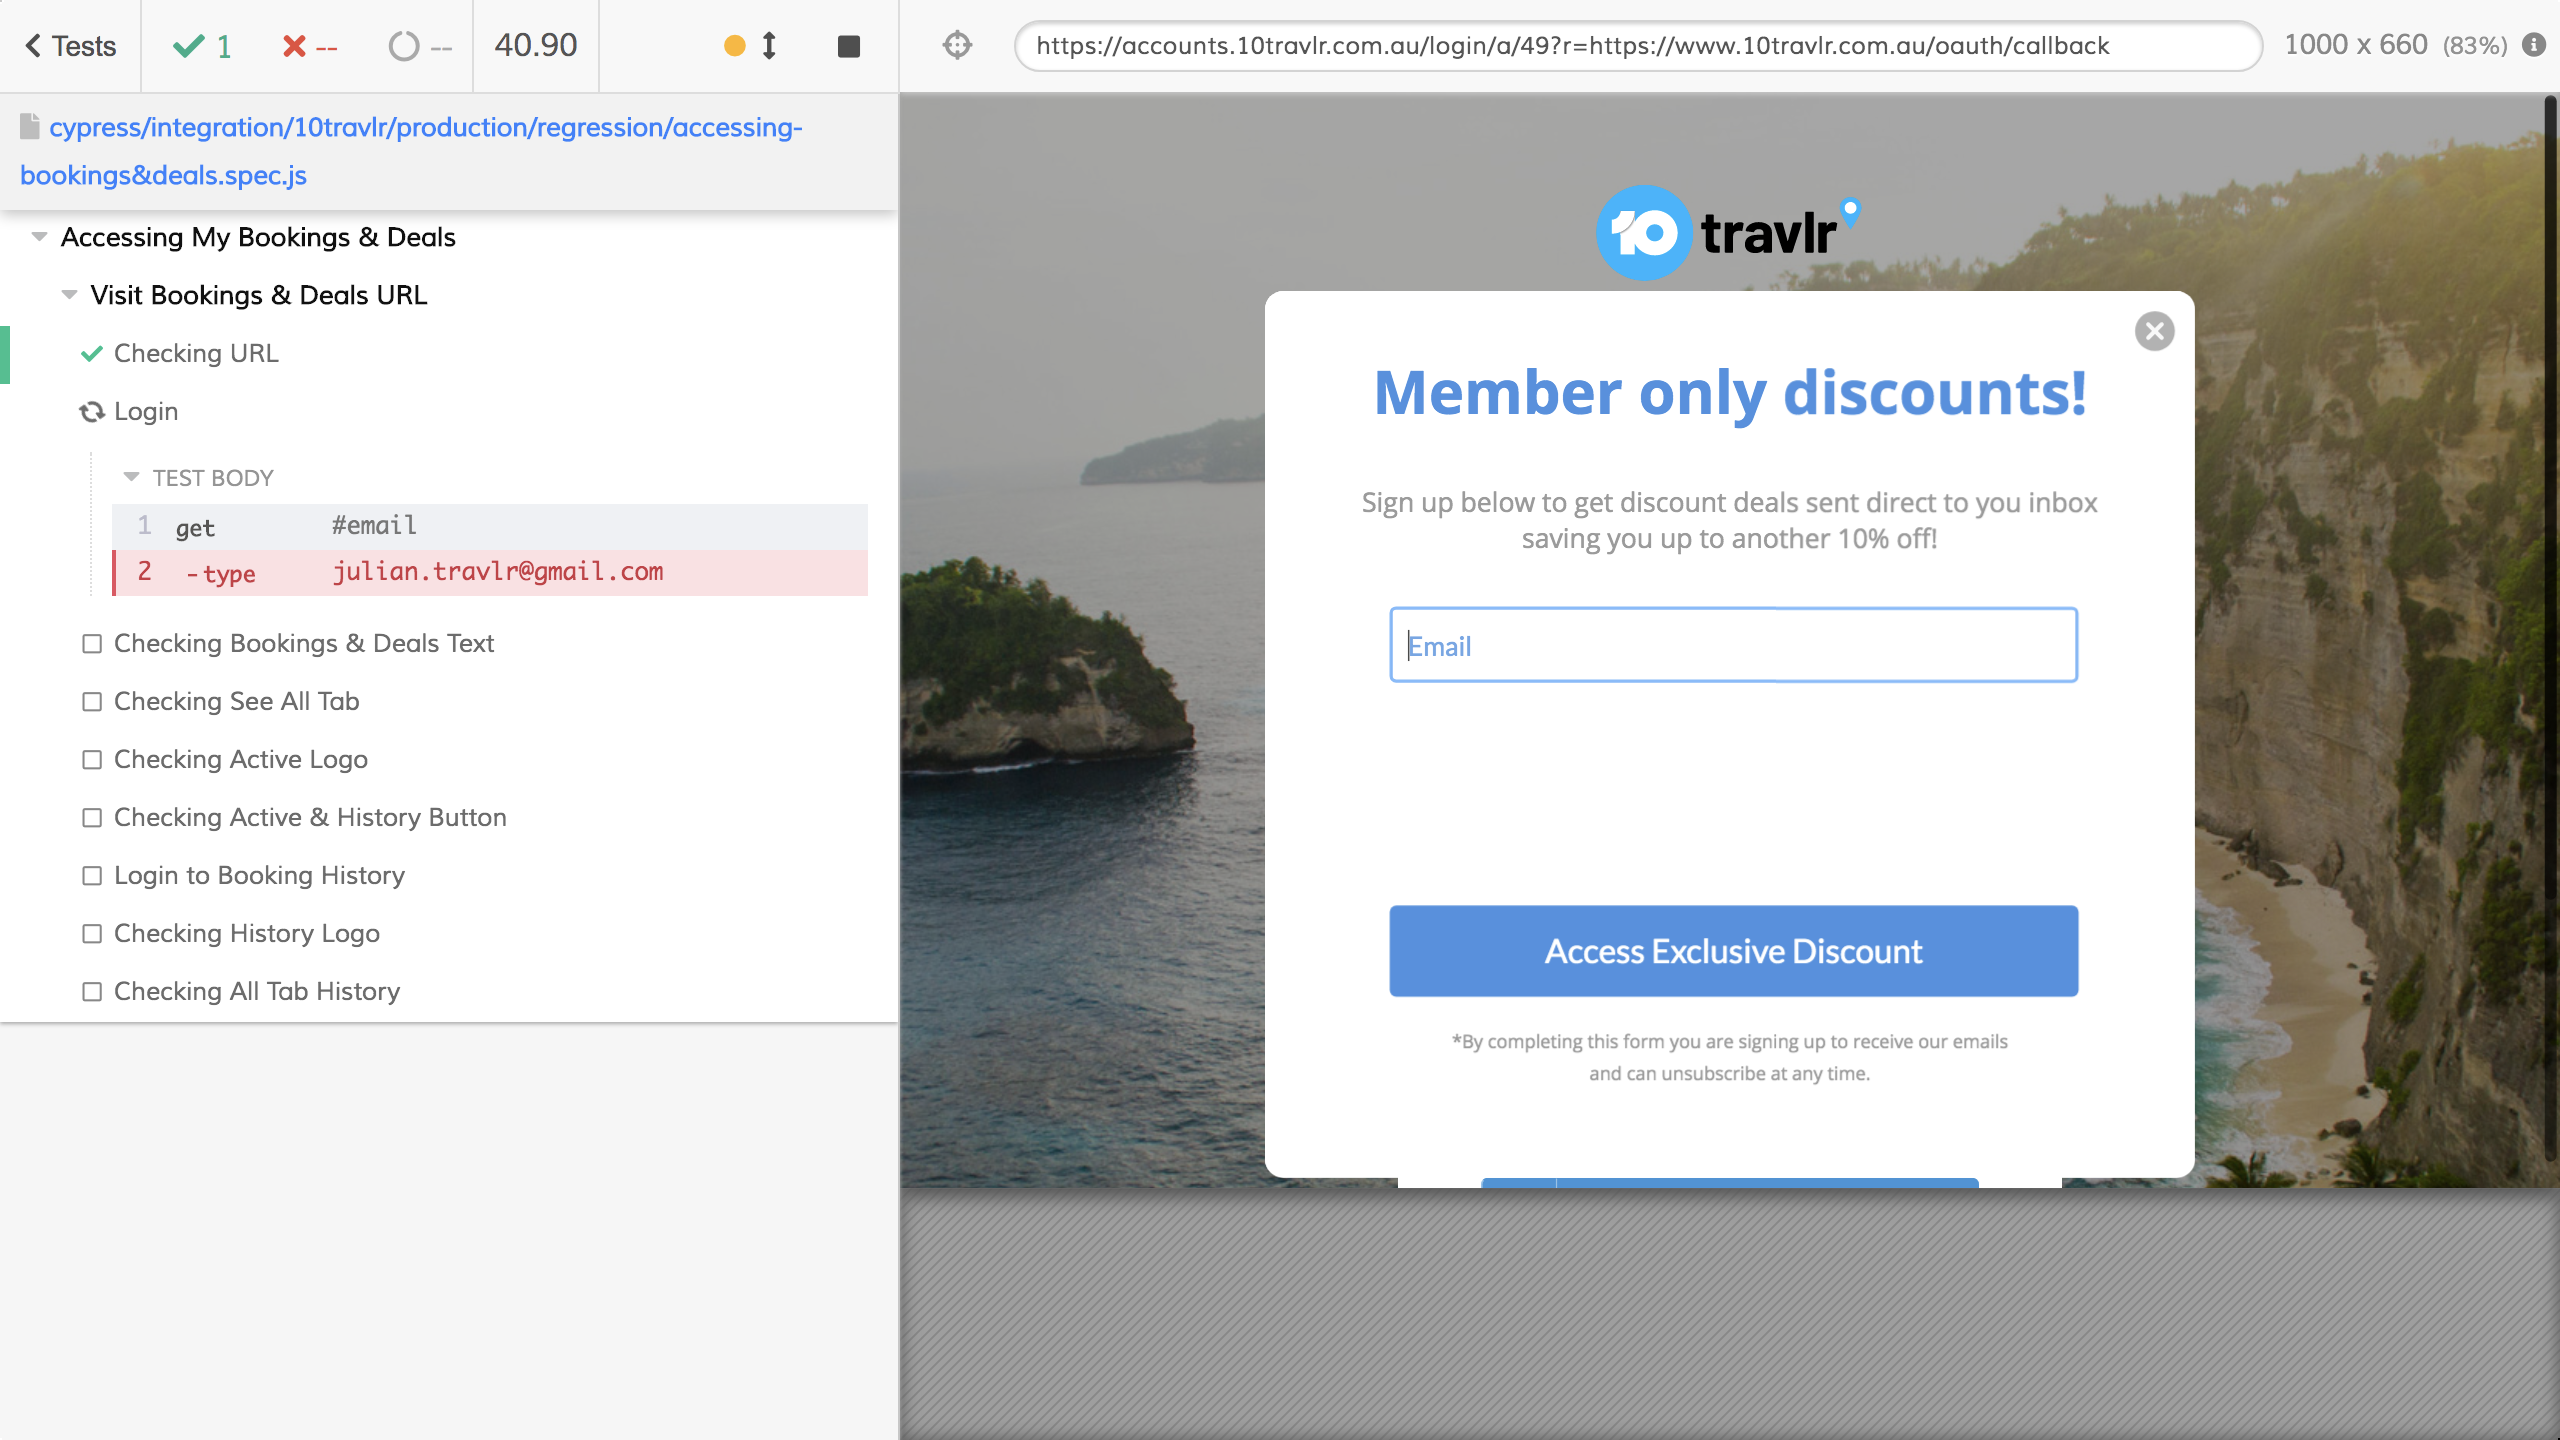 Tests
1
--
--
40.90
https://accounts.10travlr.com.au/login/a/49?r=https://www.10travlr.com.au/oauth/callback
1000 x 660 (83%)
cypress/integration/10travlr/production/regression/accessing-
bookings&deals.spec.js
Accessing My Bookings & Deals
Visit Bookings & Deals URL
Checking URL
Login
TEST BODY
1 get #email
2 -type julian.travlr@gmail.com
Checking Bookings & Deals Text
Checking See All Tab
Checking Active Logo
Checking Active & History Button
Login to Booking History
Checking History Logo
Checking All Tab History
10 travlr
Member only discounts!
Sign up below to get discount deals sent direct to you inbox
saving you up to another 10% off!
Email
Access Exclusive Discount
*By completing this form you are signing up to receive our emails
and can unsubscribe at any time.